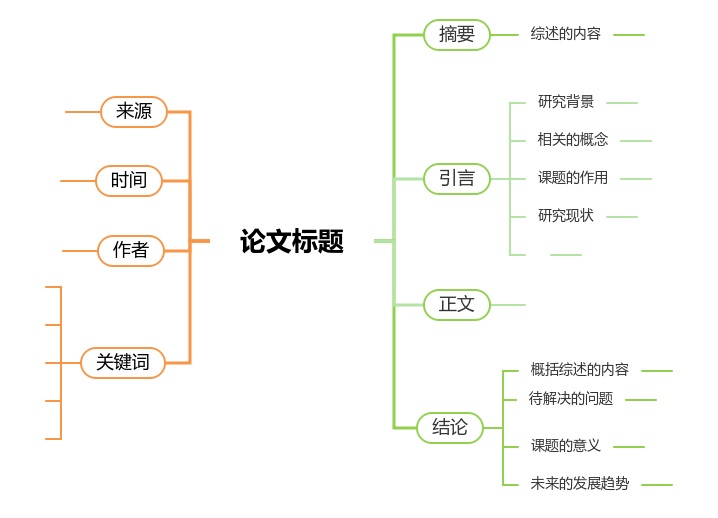 论文标题
来源
时间
作者
关键词
摘要
综述的内容
引言
研究背景
相关的概念
课题的作用
研究现状
正文
结论
概括综述的内容
待解决的问题
课题的意义
未来的发展趋势